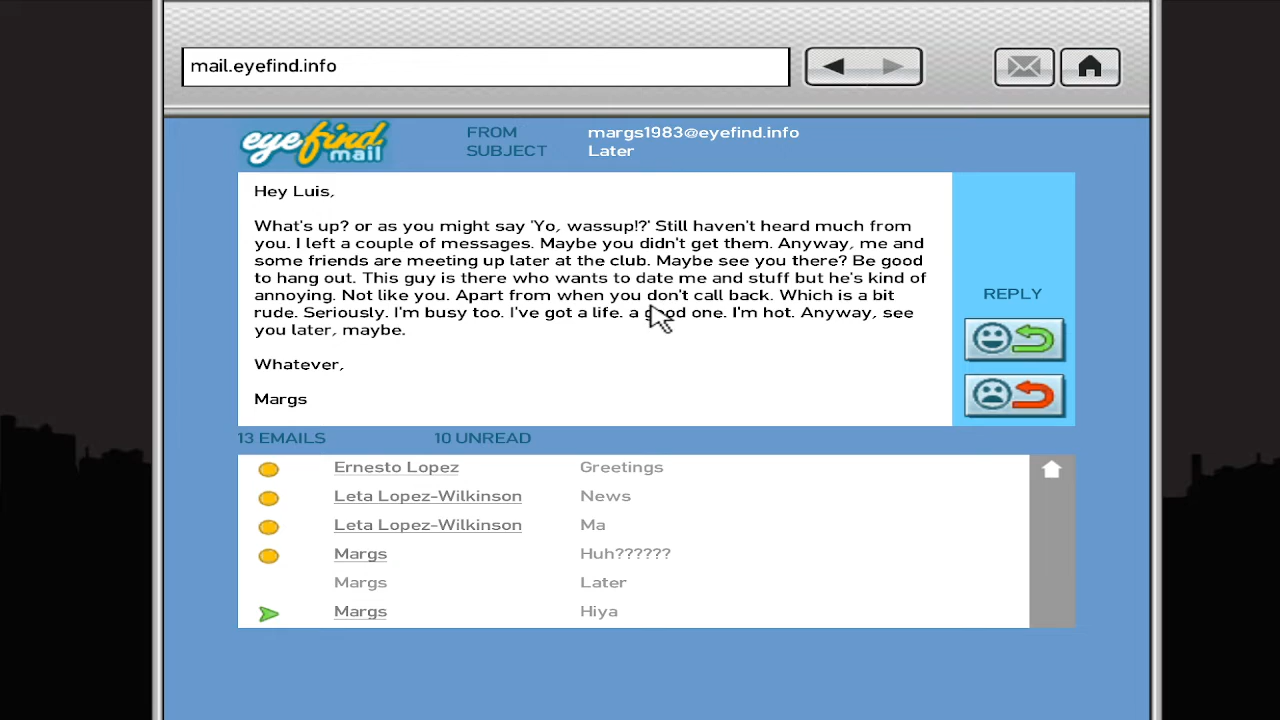 mail.eyefind.info
eyefind mail
FROM margs1983@eyefind.info
SUBJECT Later
Hey Luis,
What's up? or as you might say 'Yo, wassup!?' Still haven't heard much from
you. I left a couple of messages. Maybe you didn't get them. Anyway, me and
some friends are meeting up later at the club. Maybe see you there? Be good
to hang out. This guy is there who wants to date me and stuff but he's kind of
annoying. Not like you. Apart from when you don't call back. Which is a bit
rude. Seriously. I'm busy too. I've got a life. a good one. I'm hot. Anyway, see
you later, maybe.
Whatever,
Margs
REPLY
13 EMAILS 10 UNREAD
Ernesto Lopez Greetings
Leta Lopez-Wilkinson News
Leta Lopez-Wilkinson Ma
Margs Huh??????
Margs Later
Margs Hiya